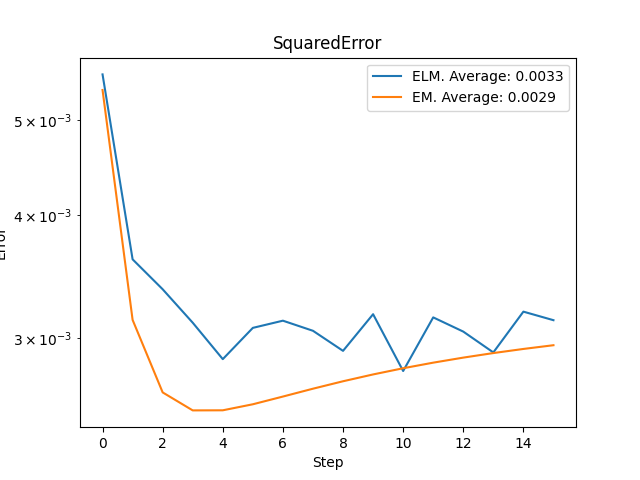 SquaredError
ELM. Average: 0.0033
EM. Average: 0.0029
5 × 10⁻³
4 × 10⁻³
3 × 10⁻³
Error
0 2 4 6 8 10 12 14
Step